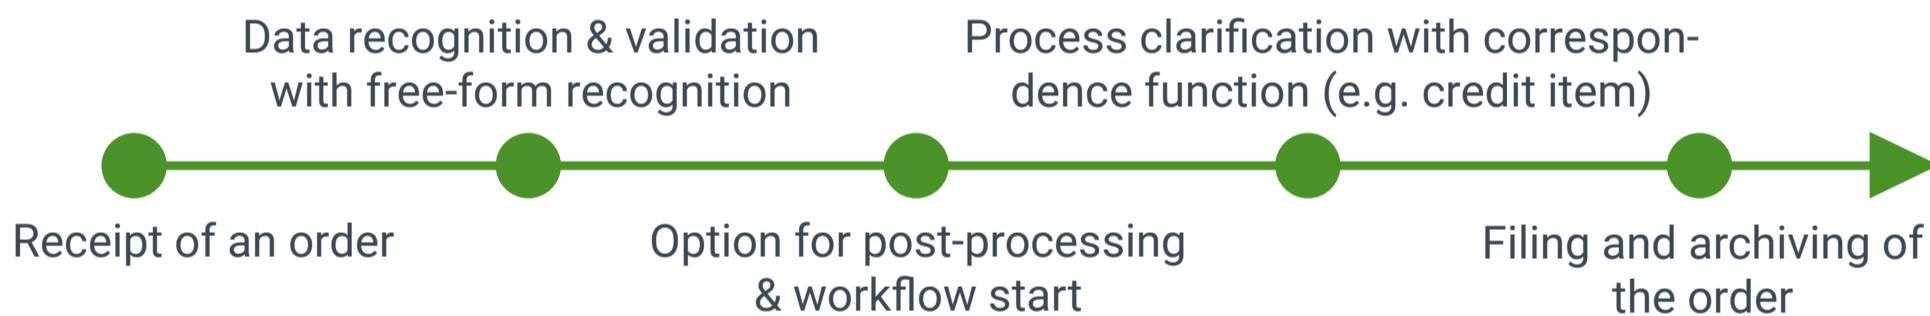 Data recognition & validation
with free-form recognition
Process clarification with correspon-
dence function (e.g. credit item)
Receipt of an order
Option for post-processing
& workflow start
Filing and archiving of
the order